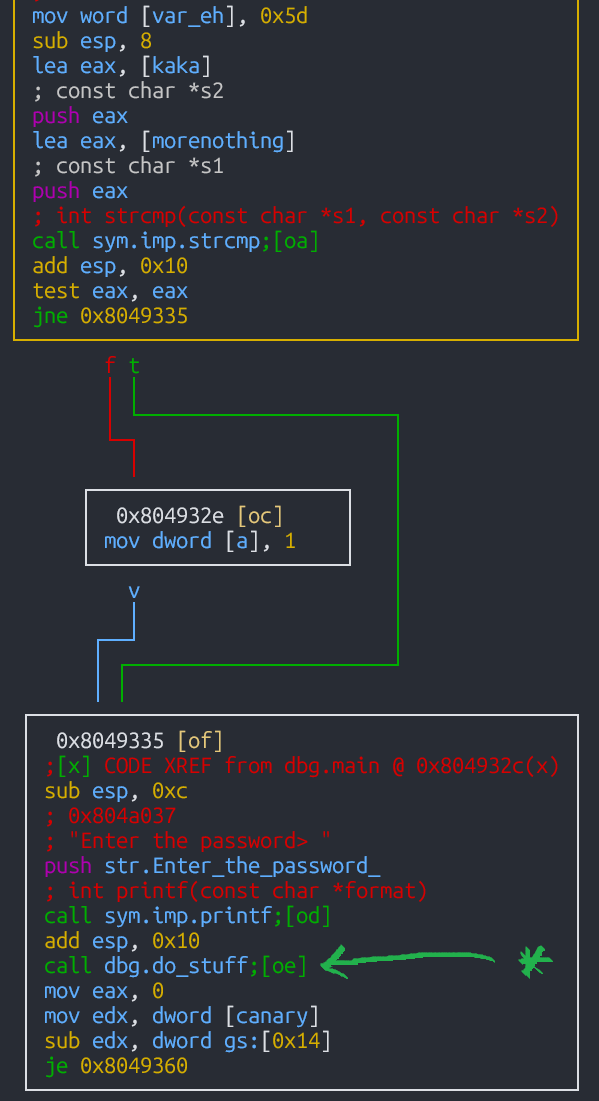 mov word [var_eh], 0x5d
sub esp, 8
lea eax, [kaka]
; const char *s2
push eax
lea eax, [morenothing]
; const char *s1
push eax
; int strcmp(const char *s1, const char *s2)
call sym.imp.strcmp;[oa]
add esp, 0x10
test eax, eax
jne 0x8049335
f t
0x804932e [oc]
mov dword [a], 1
v
0x8049335 [of]
;[x] CODE XREF from dbg.main @ 0x804932c(x)
sub esp, 0xc
; 0x804a037
; "Enter the password> "
push str.Enter_the_password_
; int printf(const char *format)
call sym.imp.printf;[od]
add esp, 0x10
call dbg.do_stuff;[oe] *
mov eax, 0
mov edx, dword [canary]
sub edx, dword gs:[0x14]
je 0x8049360